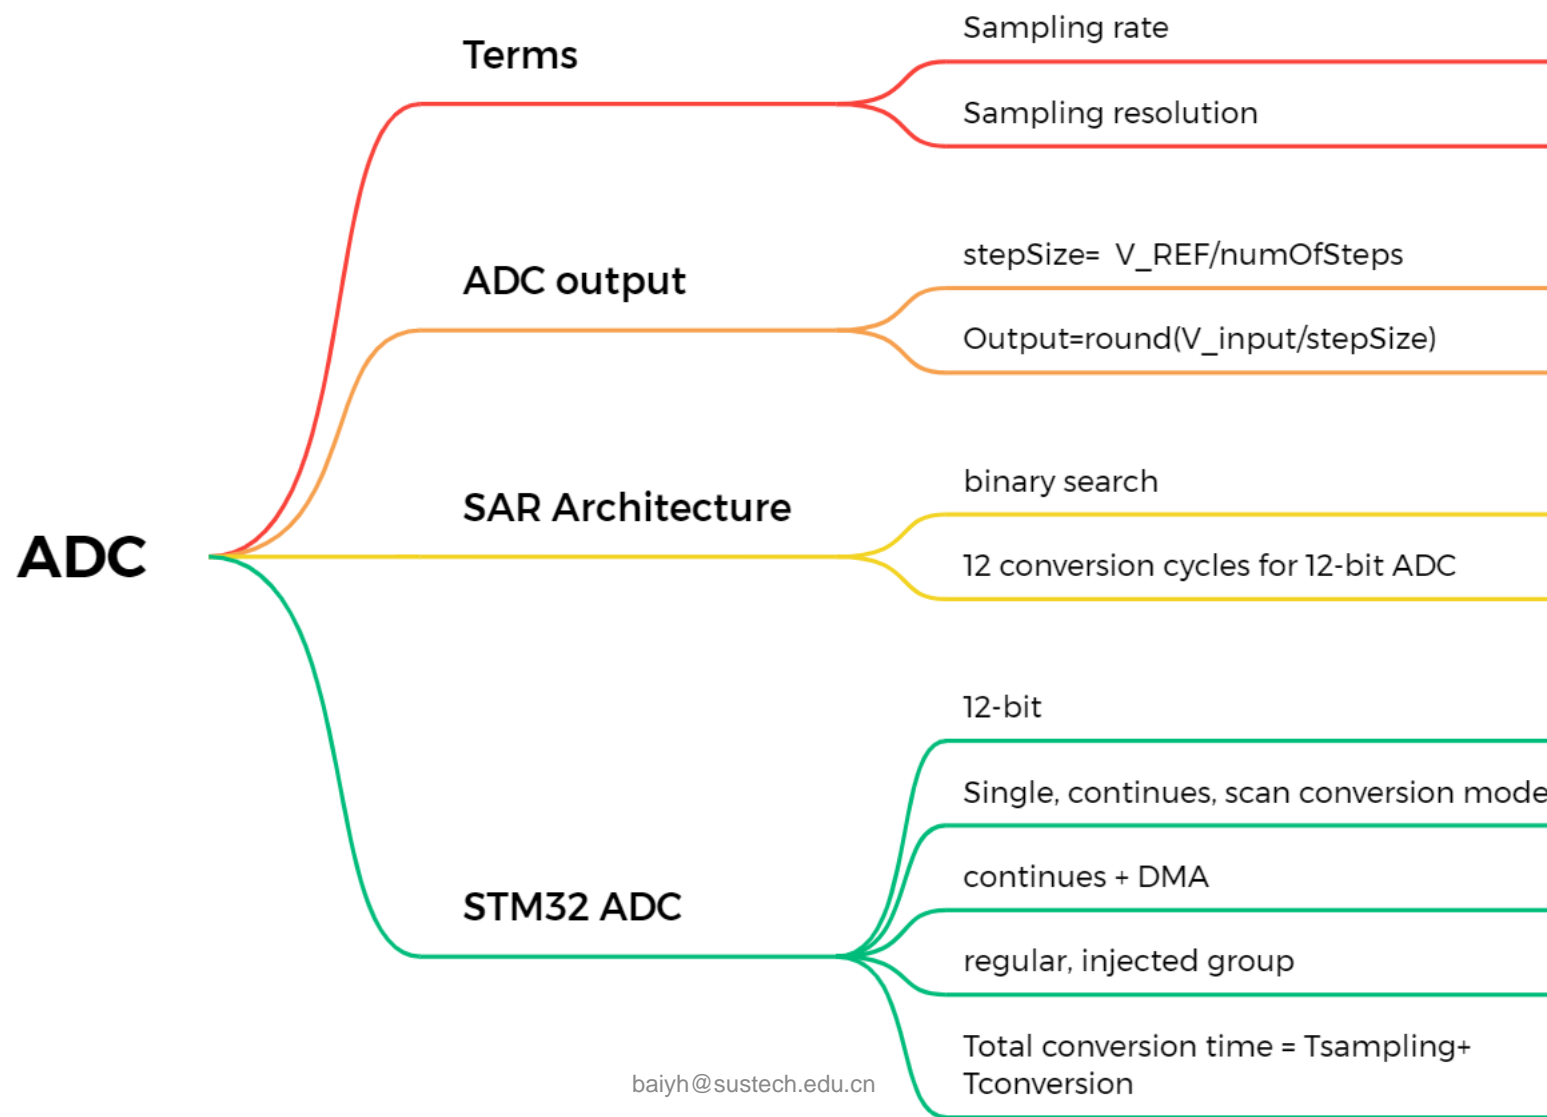 ADC
Terms
Sampling rate
Sampling resolution
ADC output
stepSize=  V_REF/numOfSteps
Output=round(V_input/stepSize)
SAR Architecture
binary search
12 conversion cycles for 12-bit ADC
STM32 ADC
12-bit
Single, continues, scan conversion mode
continues + DMA
regular, injected group
Total conversion time = Tsampling+
Tconversion
baiyh@sustech.edu.cn